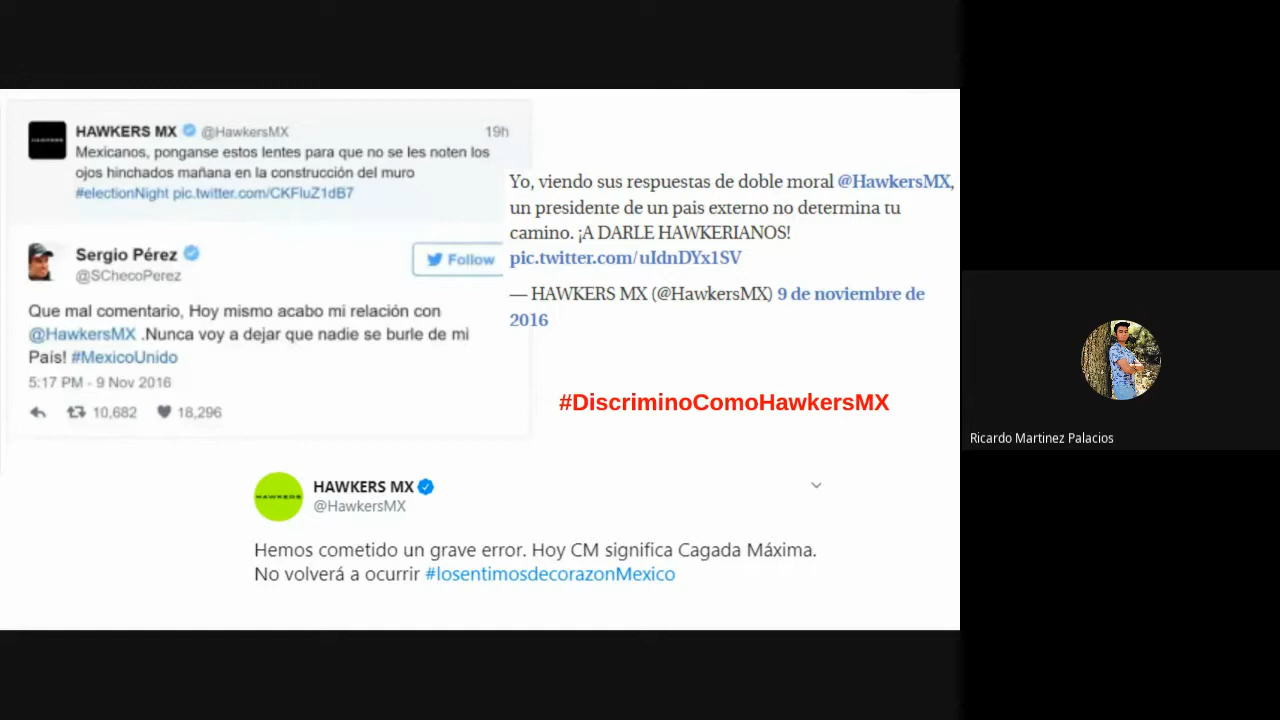 HAWKERS MX @HawkersMX 19h
Mexicanos, ponganse estos lentes para que no se les noten los
ojos hinchados mañana en la construcción del muro
#electionNight pic.twitter.com/CKFluZ1dB7
Sergio Pérez
@SChecoPerez
Follow
Que mal comentario, Hoy mismo acabo mi relación con
@HawkersMX .Nunca voy a dejar que nadie se burle de mi
País! #MexicoUnido
5:17 PM - 9 Nov 2016
10,682 18,296
Yo, viendo sus respuestas de doble moral @HawkersMX,
un presidente de un pais externo no determina tu
camino. ¡A DARLE HAWKERIANOS!
pic.twitter.com/uIdnDYx1SV
— HAWKERS MX (@HawkersMX) 9 de noviembre de
2016
#DiscriminoComoHawkersMX
HAWKERS
HAWKERS MX
@HawkersMX
Hemos cometido un grave error. Hoy CM significa Cagada Máxima.
No volverá a ocurrir #losentimosdecorazonMexico
Ricardo Martinez Palacios